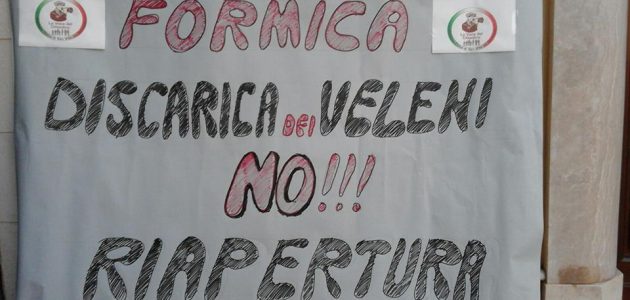 FORMICA
DISCARICA DEI VELENI
NO!!!
RIAPERTURA